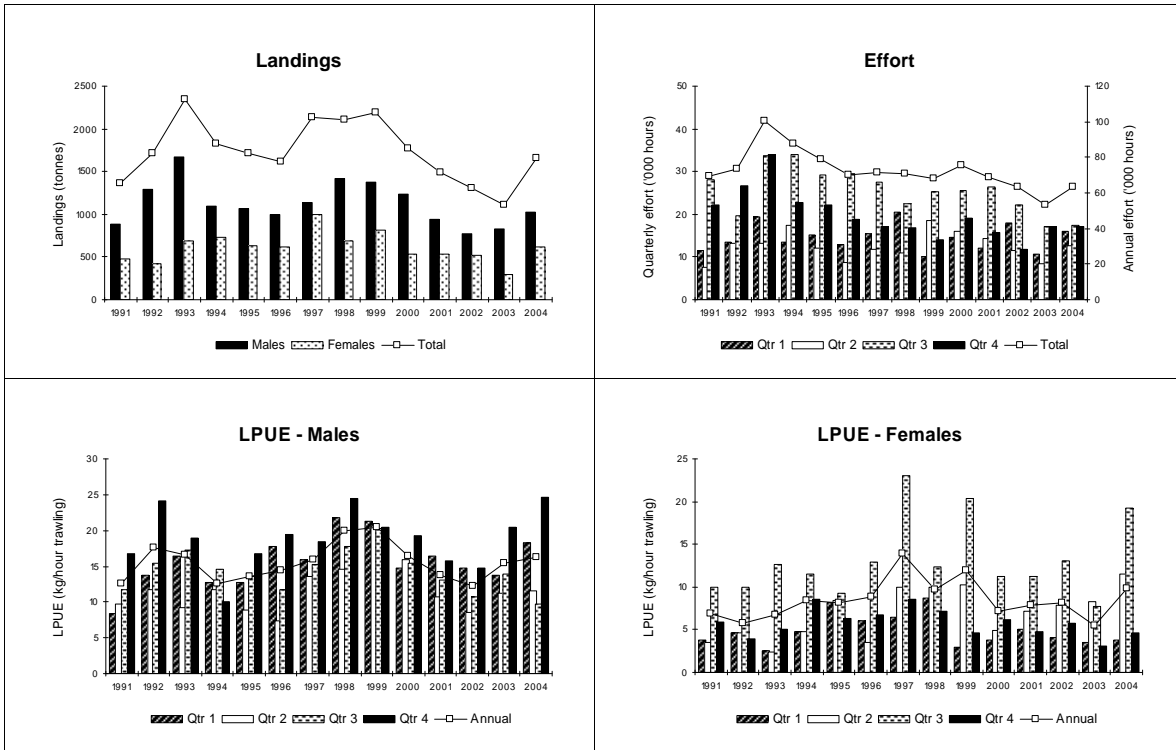 Landings
2500
2000
1500
1000
500
0
Landings (tonnes)
1991 1992 1993 1994 1995 1996 1997 1998 1999 2000 2001 2002 2003 2004
Males Females Total
Effort
50
40
30
20
10
0
Quarterly effort ('000 hours)
120
100
80
60
40
20
0
Annual effort ('000 hours)
1991 1992 1993 1994 1995 1996 1997 1998 1999 2000 2001 2002 2003 2004
Qtr 1 Qtr 2 Qtr 3 Qtr 4 Total
LPUE - Males
30
25
20
15
10
5
0
LPUE (kg/hour trawling)
1991 1992 1993 1994 1995 1996 1997 1998 1999 2000 2001 2002 2003 2004
Qtr 1 Qtr 2 Qtr 3 Qtr 4 Annual
LPUE - Females
25
20
15
10
5
0
LPUE (kg/hour trawling)
1991 1992 1993 1994 1995 1996 1997 1998 1999 2000 2001 2002 2003 2004
Qtr 1 Qtr 2 Qtr 3 Qtr 4 Annual